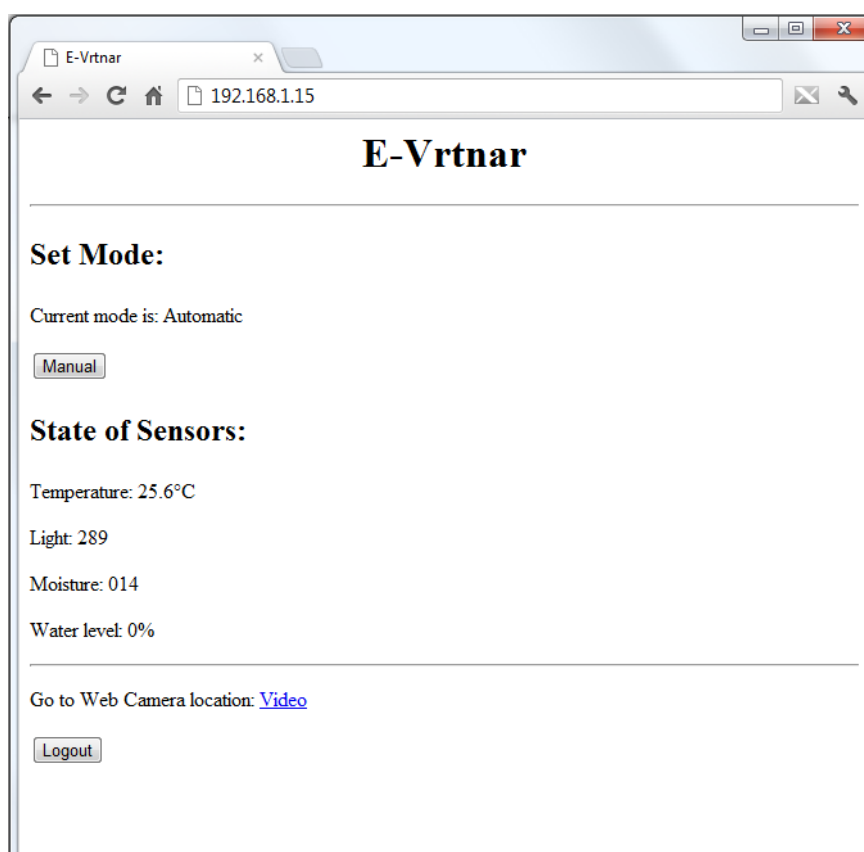 E-Vrtnar
192.168.1.15
E-Vrtnar
Set Mode:
Current mode is: Automatic
Manual
State of Sensors:
Temperature: 25.6°C
Light: 289
Moisture: 014
Water level: 0%
Go to Web Camera location: Video
Logout